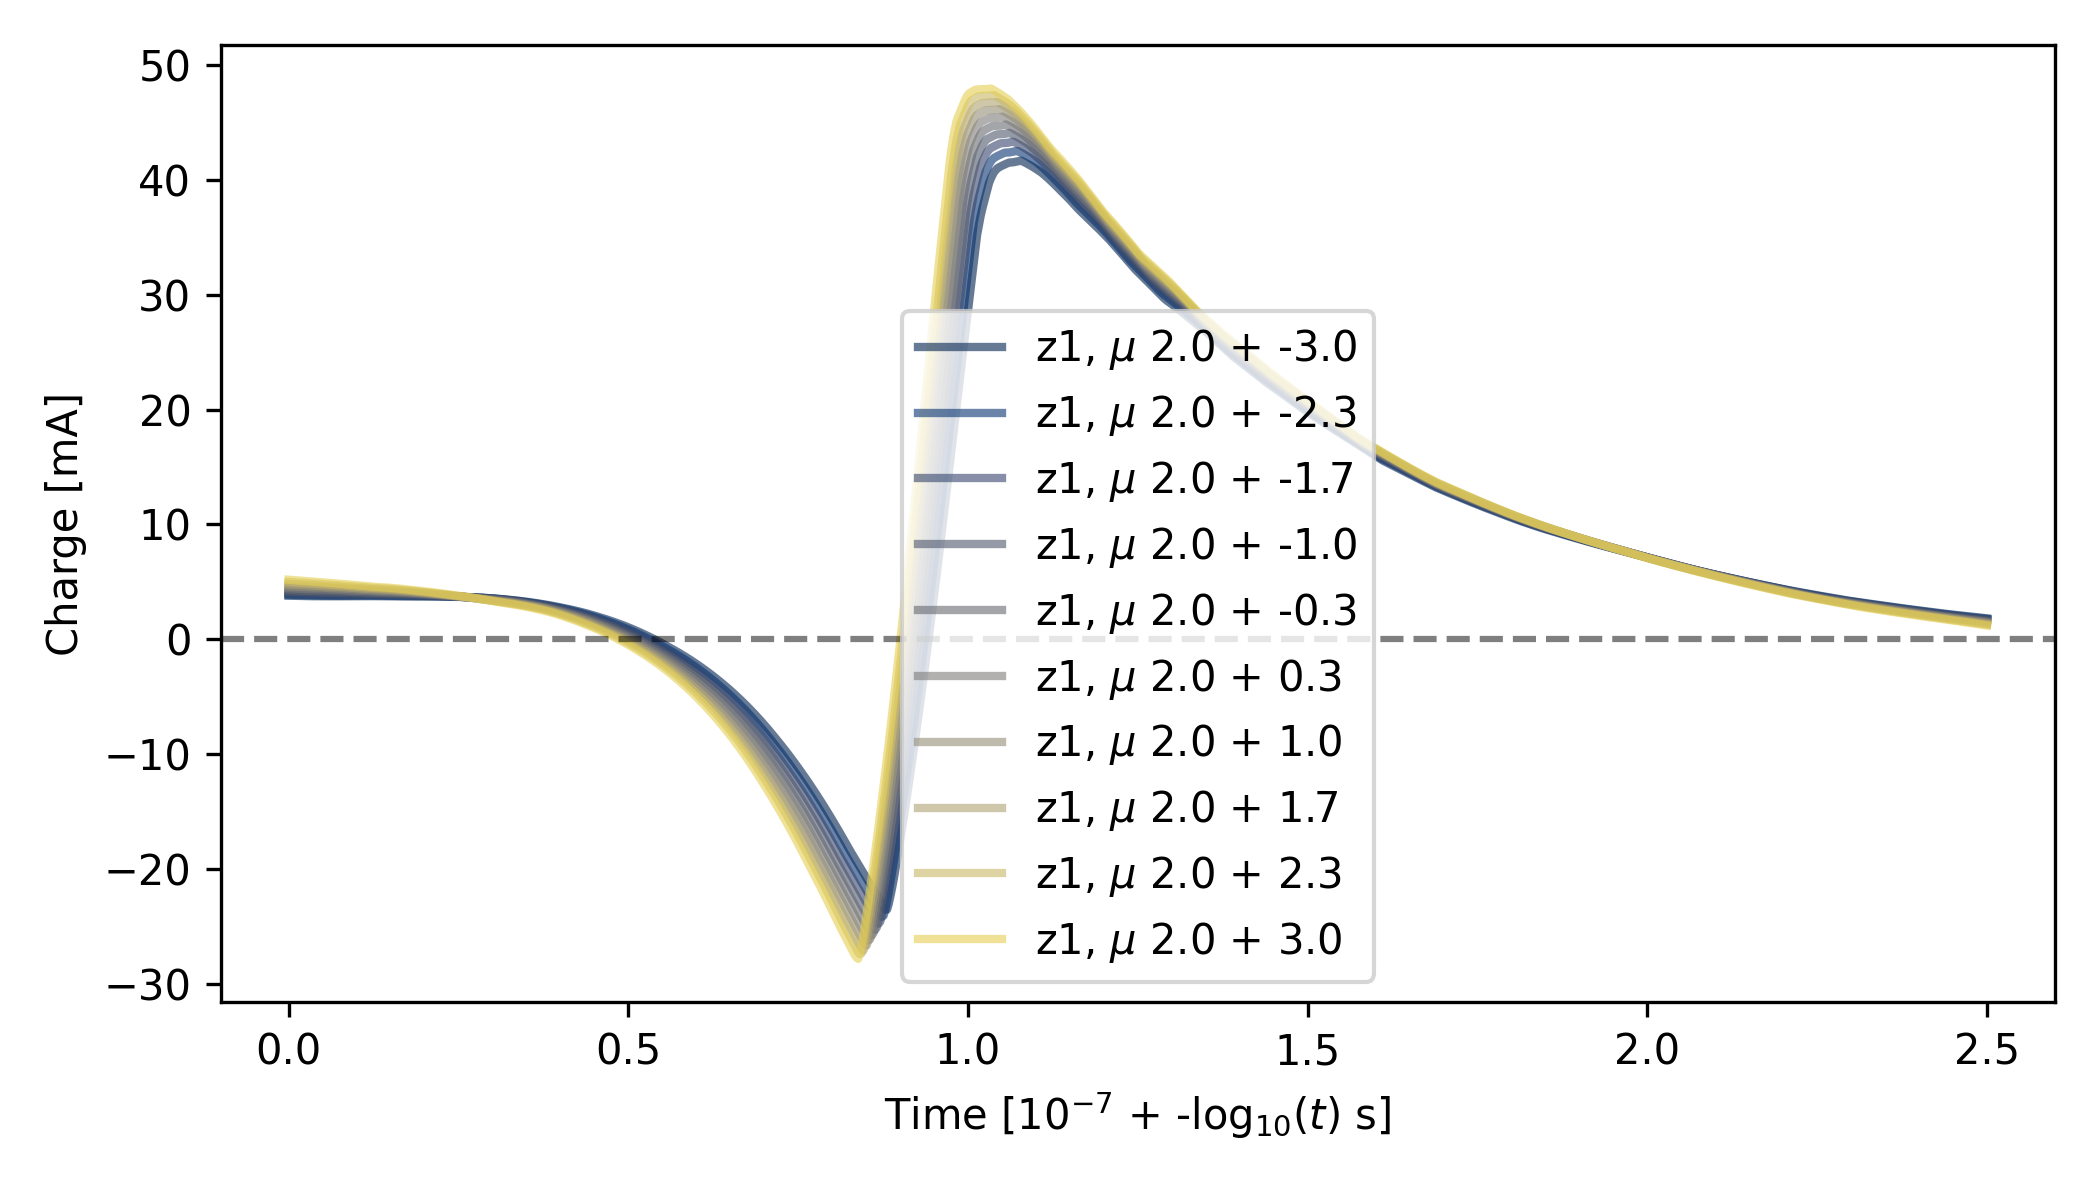 50
40
30
20
10
0
−10
−20
−30
Charge [mA]
z1, μ 2.0 + -3.0
z1, μ 2.0 + -2.3
z1, μ 2.0 + -1.7
z1, μ 2.0 + -1.0
z1, μ 2.0 + -0.3
z1, μ 2.0 + 0.3
z1, μ 2.0 + 1.0
z1, μ 2.0 + 1.7
z1, μ 2.0 + 2.3
z1, μ 2.0 + 3.0
0.0 0.5 1.0 1.5 2.0 2.5
Time [10⁻⁷ + -log₁₀(t) s]